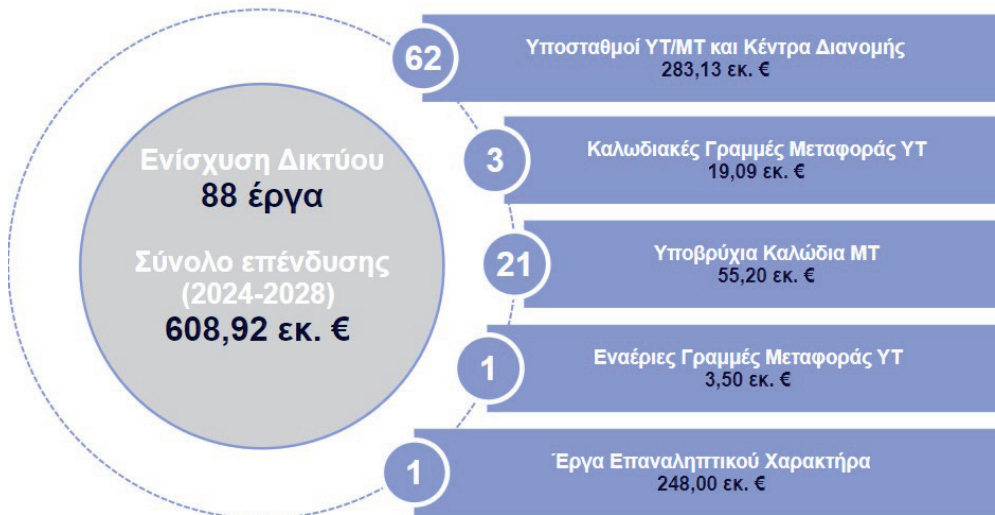 Ενίσχυση Δικτύου
88 έργα
Σύνολο επένδυσης
(2024-2028)
608,92 εκ. €
62
Υποσταθμοί ΥΤ/ΜΤ και Κέντρα Διανομής
283,13 εκ. €
3
Καλωδιακές Γραμμές Μεταφοράς ΥΤ
19,09 εκ. €
21
Υποβρύχια Καλώδια ΜΤ
55,20 εκ. €
1
Εναέριες Γραμμές Μεταφοράς ΥΤ
3,50 εκ. €
1
Έργα Επαναληπτικού Χαρακτήρα
248,00 εκ. €